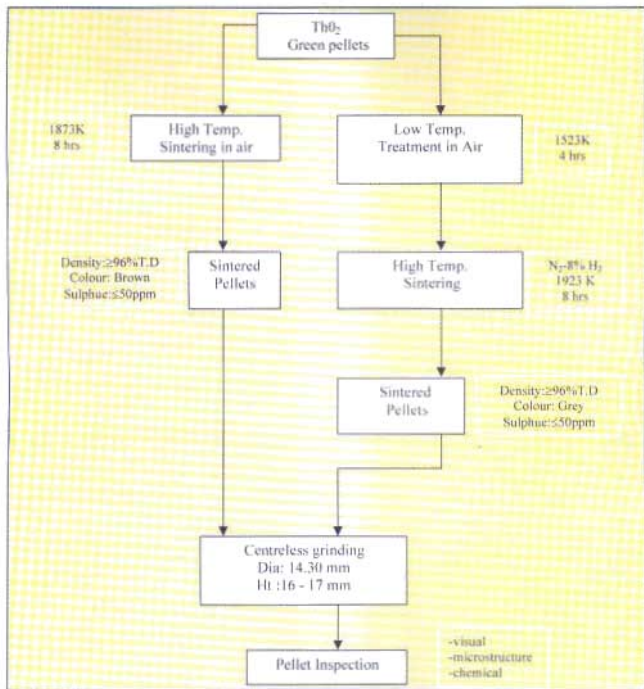 Th0₂
Green pellets
1873K
8 hrs
High Temp.
Sintering in air
Low Temp.
Treatment in Air
1523K
4 hrs
Density:≥96%T.D
Colour: Brown
Sulphue:≤50ppm
Sintered
Pellets
High Temp.
Sintering
N₂-8% H₂
1923 K
8 hrs
Sintered
Pellets
Density:≥96%T.D
Colour: Grey
Sulphue:≤50ppm
Centreless grinding
Dia: 14.30 mm
Ht :16 - 17 mm
Pellet Inspection
-visual
-microstructure
-chemical